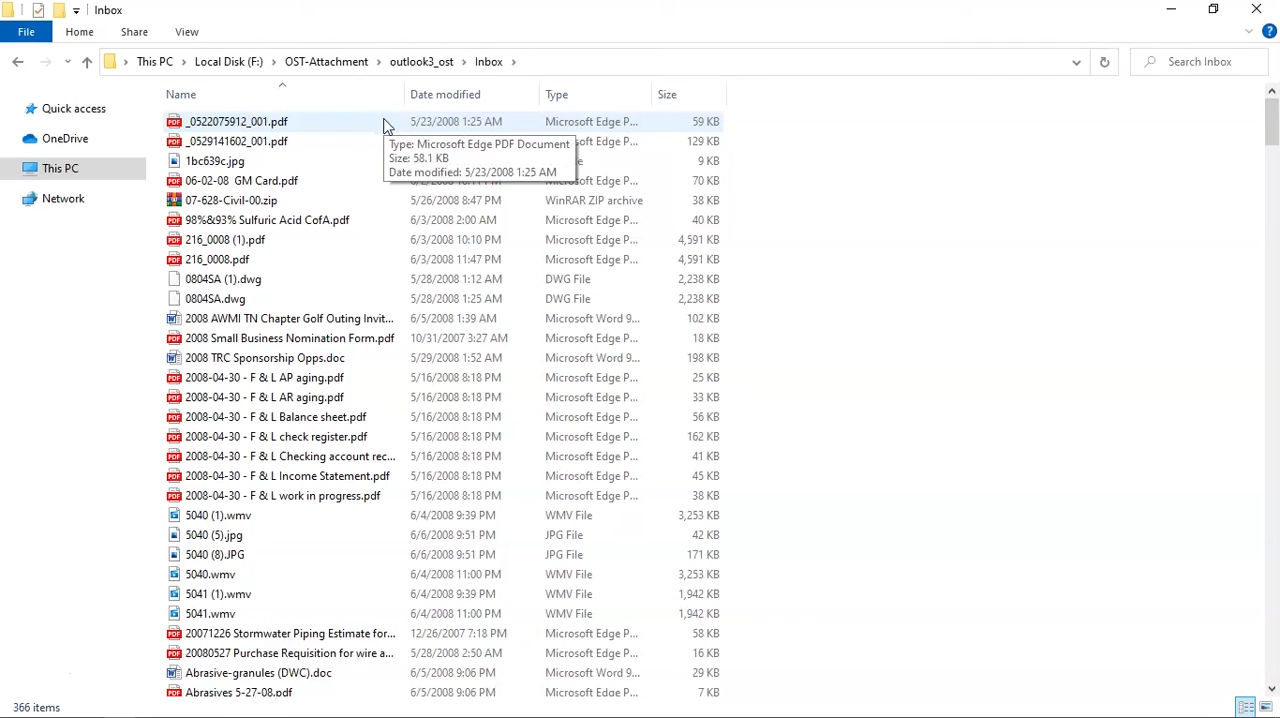 Inbox
File Home Share View
This PC Local Disk (F:) OST-Attachment outlook3_ost Inbox Search Inbox
Name Date modified Type Size
Quick access
OneDrive
This PC
Network
_0522075912_001.pdf 5/23/2008 1:25 AM Microsoft Edge P... 59 KB
_0529141602_001.pdf Microsoft Edge P... 129 KB
Type: Microsoft Edge PDF Document
Size: 58.1 KB
Date modified: 5/23/2008 1:25 AM
1bc639c.jpg 9 KB
06-02-08 GM Card.pdf Microsoft Edge P... 70 KB
07-628-Civil-00.zip 5/26/2008 8:47 PM WinRAR ZIP archive 38 KB
98%&93% Sulfuric Acid CofA.pdf 6/3/2008 2:00 AM Microsoft Edge P... 40 KB
216_0008 (1).pdf 6/3/2008 10:10 PM Microsoft Edge P... 4,591 KB
216_0008.pdf 6/3/2008 11:47 PM Microsoft Edge P... 4,591 KB
0804SA (1).dwg 5/28/2008 1:12 AM DWG File 2,238 KB
0804SA.dwg 5/28/2008 1:25 AM DWG File 2,238 KB
2008 AWMI TN Chapter Golf Outing Invit... 6/5/2008 1:39 AM Microsoft Word 9... 102 KB
2008 Small Business Nomination Form.pdf 10/31/2007 3:27 AM Microsoft Edge P... 18 KB
2008 TRC Sponsorship Opps.doc 5/29/2008 1:52 AM Microsoft Word 9... 198 KB
2008-04-30 - F & L AP aging.pdf 5/16/2008 8:18 PM Microsoft Edge P... 25 KB
2008-04-30 - F & L AR aging.pdf 5/16/2008 8:18 PM Microsoft Edge P... 33 KB
2008-04-30 - F & L Balance sheet.pdf 5/16/2008 8:18 PM Microsoft Edge P... 56 KB
2008-04-30 - F & L check register.pdf 5/16/2008 8:18 PM Microsoft Edge P... 162 KB
2008-04-30 - F & L Checking account rec... 5/16/2008 8:18 PM Microsoft Edge P... 41 KB
2008-04-30 - F & L Income Statement.pdf 5/16/2008 8:18 PM Microsoft Edge P... 45 KB
2008-04-30 - F & L work in progress.pdf 5/16/2008 8:18 PM Microsoft Edge P... 38 KB
5040 (1).wmv 6/4/2008 9:39 PM WMV File 3,253 KB
5040 (5).jpg 6/6/2008 9:51 PM JPG File 42 KB
5040 (8).JPG 6/6/2008 9:51 PM JPG File 171 KB
5040.wmv 6/4/2008 11:00 PM WMV File 3,253 KB
5041 (1).wmv 6/4/2008 9:39 PM WMV File 1,942 KB
5041.wmv 6/4/2008 11:00 PM WMV File 1,942 KB
20071226 Stormwater Piping Estimate for... 12/26/2007 7:18 PM Microsoft Edge P... 58 KB
20080527 Purchase Requisition for wire a... 5/28/2008 2:50 AM Microsoft Edge P... 16 KB
Abrasive-granules (DWC).doc 6/5/2008 9:06 PM Microsoft Word 9... 29 KB
Abrasives 5-27-08.pdf 6/5/2008 9:06 PM Microsoft Edge P... 7 KB
366 items